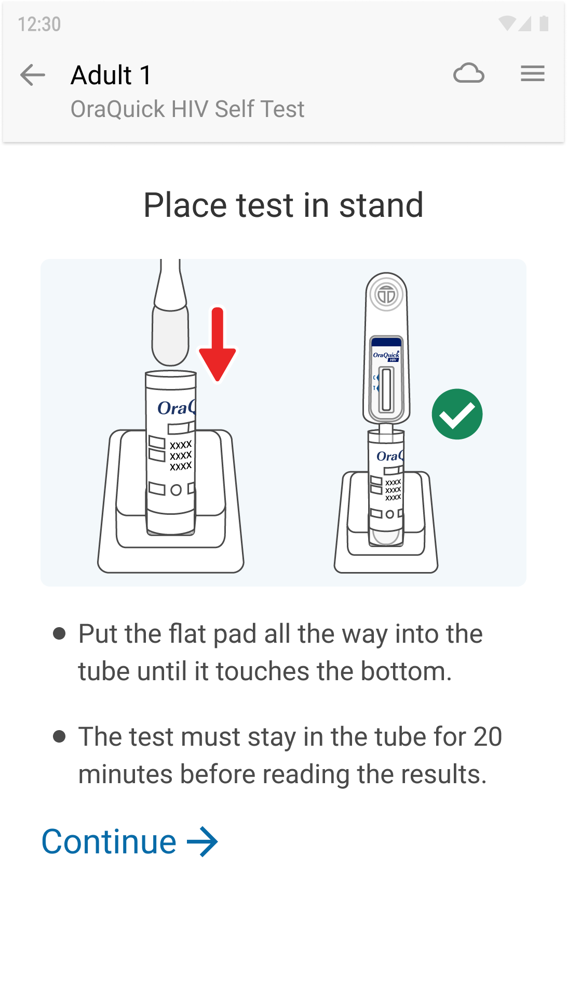 12:30
Adult 1
OraQuick HIV Self Test
Place test in stand
OraQuick
HIV
C
T
OraQ
XXXX
XXXX
XXXX
OraQ
XXXX
XXXX
XXXX
Put the flat pad all the way into the
tube until it touches the bottom.
The test must stay in the tube for 20
minutes before reading the results.
Continue